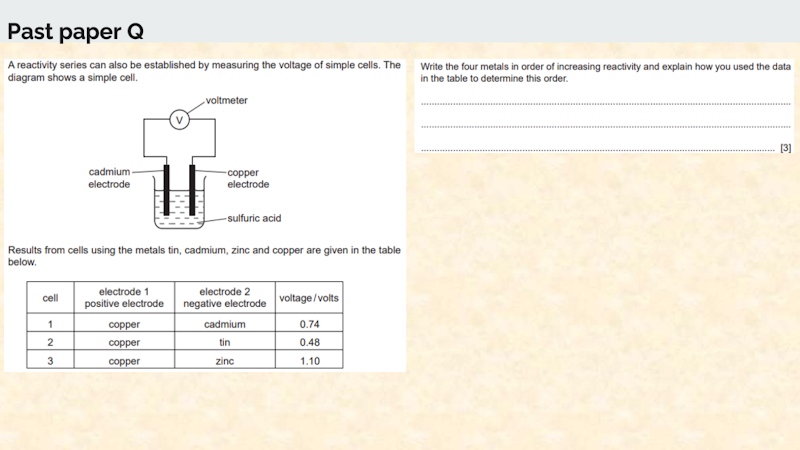 Past paper Q
A reactivity series can also be established by measuring the voltage of simple cells. The
diagram shows a simple cell.
voltmeter
V
cadmium
electrode
copper
electrode
sulfuric acid
Results from cells using the metals tin, cadmium, zinc and copper are given in the table
below.
cell electrode 1 positive electrode electrode 2 negative electrode voltage / volts
1 copper cadmium 0.74
2 copper tin 0.48
3 copper zinc 1.10
Write the four metals in order of increasing reactivity and explain how you used the data
in the table to determine this order.
[3]